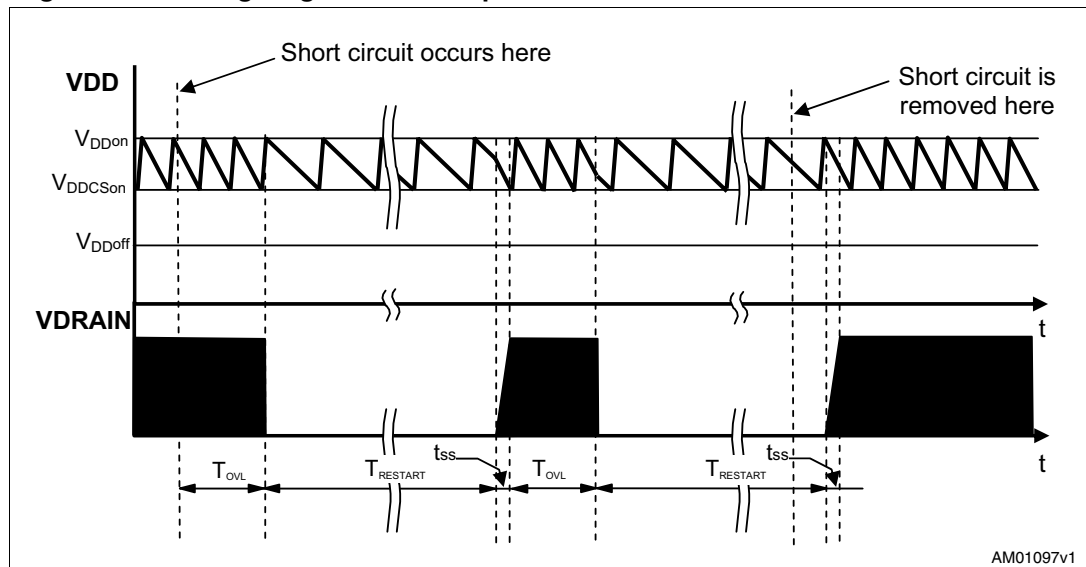 Short circuit occurs here
VDD
Short circuit is
removed here
VDDon
VDDCSon
VDDoff
VDRAIN
t
tss
tss
t
TOVL
TRESTART
TOVL
TRESTART
AM01097v1